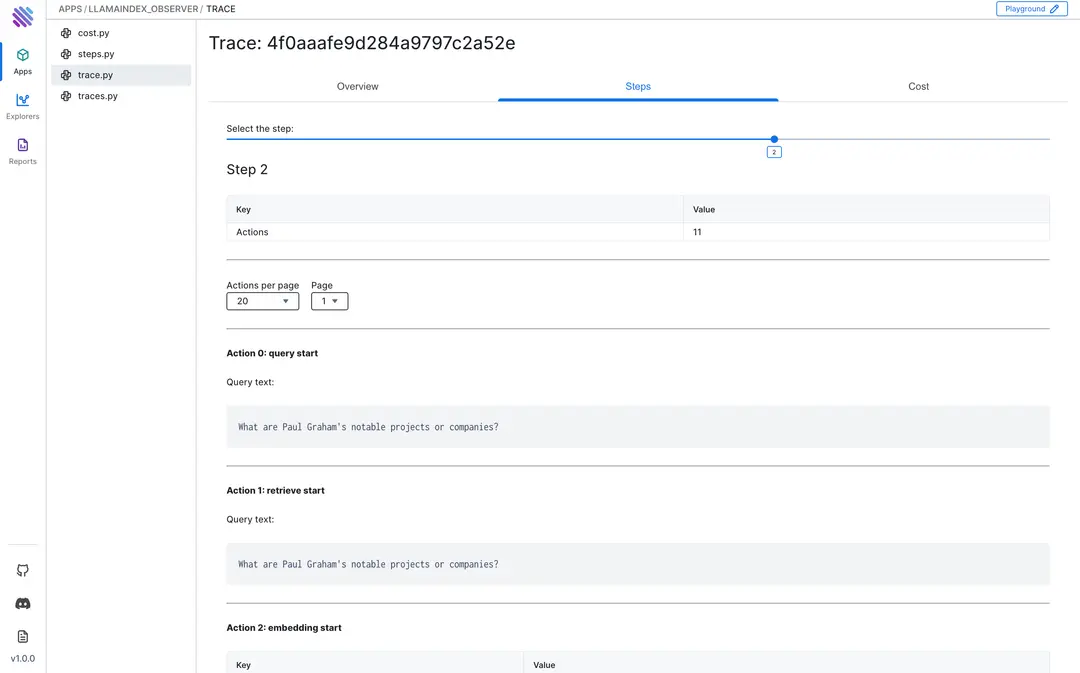 APPS / LLAMAINDEX_OBSERVER / TRACE
Playground
Apps
Explorers
Reports
v1.0.0
cost.py
steps.py
trace.py
traces.py
Trace: 4f0aaafe9d284a9797c2a52e
Overview Steps Cost
Select the step:
2
Step 2
Key Value
Actions 11
Actions per page Page
20 1
Action 0: query start
Query text:
What are Paul Graham's notable projects or companies?
Action 1: retrieve start
Query text:
What are Paul Graham's notable projects or companies?
Action 2: embedding start
Key Value